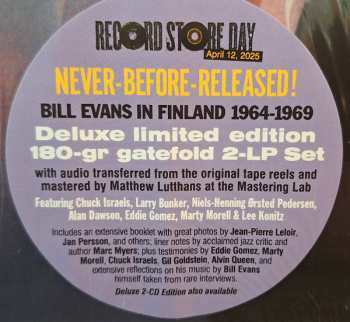 RECORD STORE DAY
April 12, 2025
NEVER-BEFORE-RELEASED!
BILL EVANS IN FINLAND 1964-1969
Deluxe limited edition
180-gr gatefold 2-LP Set
with audio transferred from the original tape reels and
mastered by Matthew Lutthans at the Mastering Lab
Featuring Chuck Israels, Larry Bunker, Niels-Henning Ørsted Pedersen,
Alan Dawson, Eddie Gomez, Marty Morell & Lee Konitz
Includes an extensive booklet with great photos by Jean-Pierre Leloir,
Jan Persson, and others; liner notes by acclaimed jazz critic and
author Marc Myers; plus testimonies by Eddie Gomez, Marty
Morell, Chuck Israels, Gil Goldstein, Alvin Queen, and
extensive reflections on his music by Bill Evans
himself taken from rare interviews.
Deluxe 2-CD Edition also available